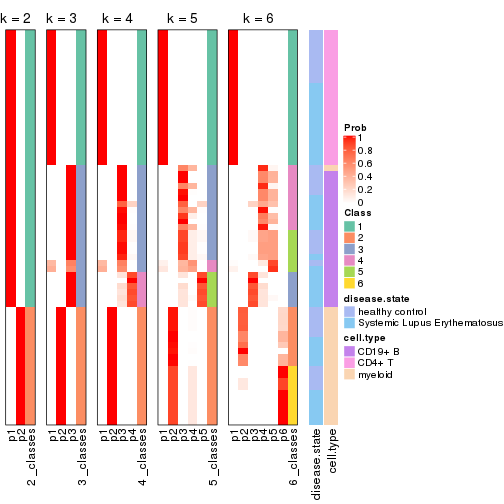 k = 2
k = 3
k = 4
k = 5
k = 6
Prob
1
0.8
0.6
0.4
0.2
0
Class
1
2
3
4
5
6
disease.state
healthy control
Systemic Lupus Erythematosus
cell.type
CD19+ B
CD4+ T
myeloid
p1
p2
2_classes
p1
p2
p3
3_classes
p1
p2
p3
p4
4_classes
p1
p2
p3
p4
p5
5_classes
p1
p2
p3
p4
p5
p6
6_classes
disease.state
cell.type